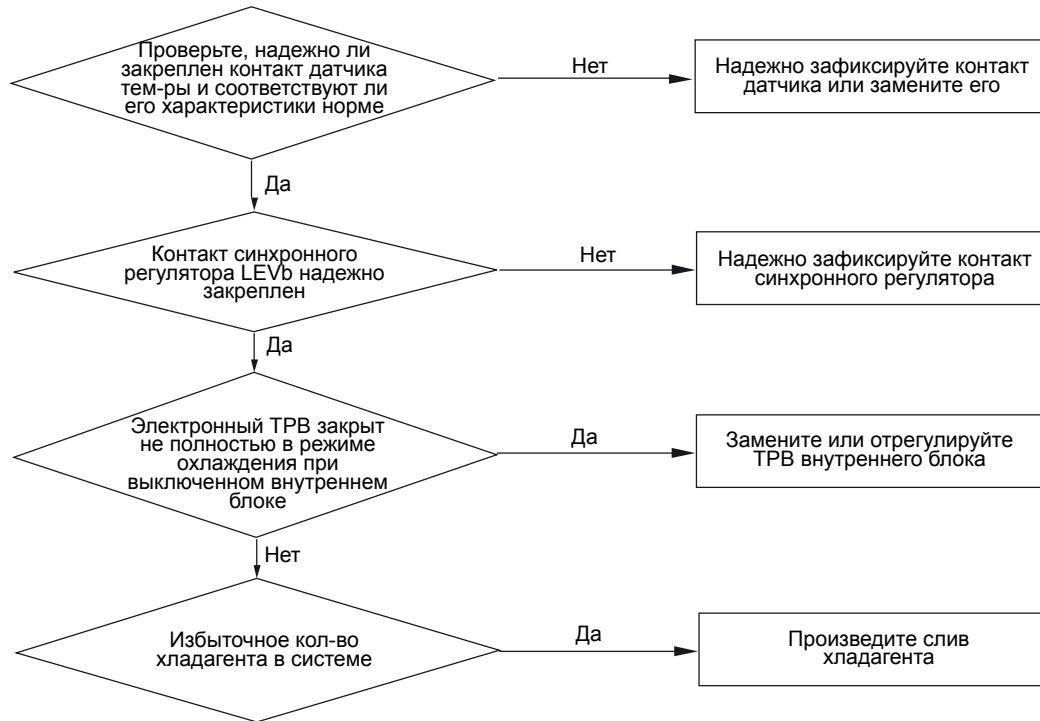 Проверьте, надежно ли
закреплен контакт датчика
тем-ры и соответствуют ли
его характеристики норме
Нет
Надежно зафиксируйте контакт
датчика или замените его
Да
Контакт синхронного
регулятора LEVb надежно
закреплен
Нет
Надежно зафиксируйте контакт
синхронного регулятора
Да
Электронный ТРВ закрыт
не полностью в режиме
охлаждения при
выключенном внутреннем
блоке
Да
Замените или отрегулируйте
ТРВ внутреннего блока
Нет
Избыточное кол-во
хладагента в системе
Да
Произведите слив
хладагента